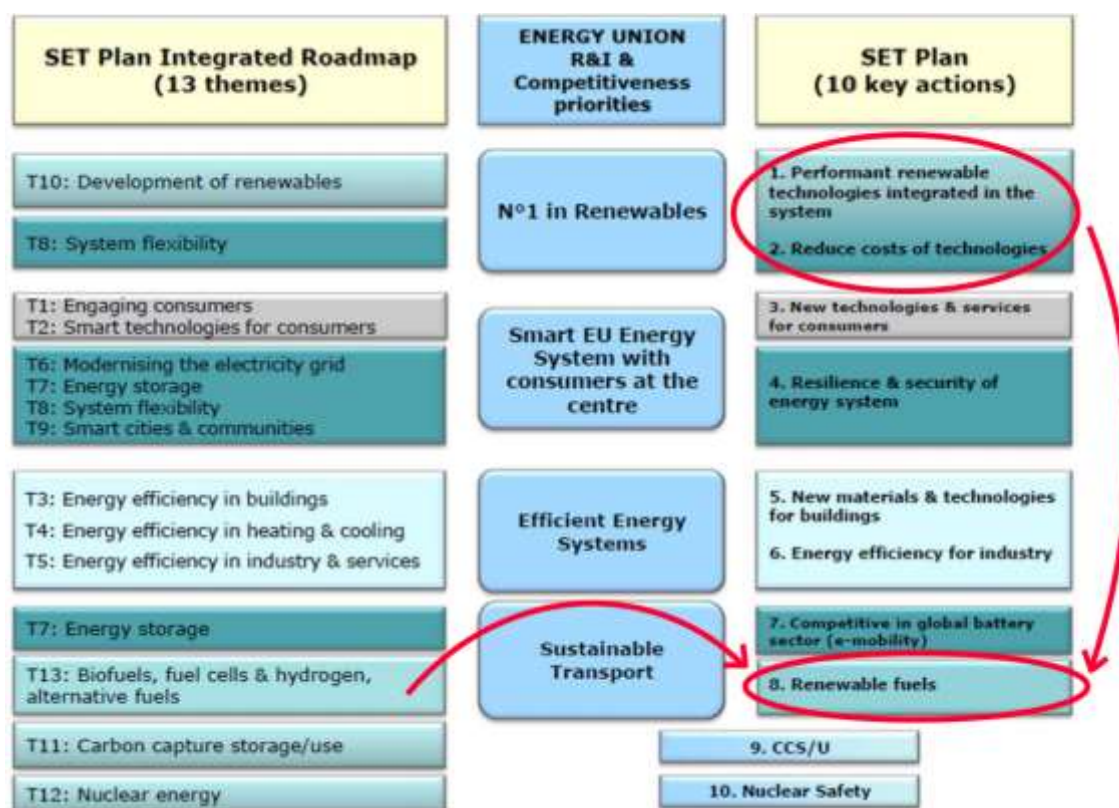 SET Plan Integrated Roadmap
(13 themes)
ENERGY UNION
R&I &
Competitiveness
priorities
SET Plan
(10 key actions)
T10: Development of renewables
T8: System flexibility
N°1 in Renewables
1. Performant renewable
technologies integrated in the
system
2. Reduce costs of technologies
T1: Engaging consumers
T2: Smart technologies for consumers
T6: Modernising the electricity grid
T7: Energy storage
T8: System flexibility
T9: Smart cities & communities
Smart EU Energy
System with
consumers at the
centre
3. New technologies & services
for consumers
4. Resilience & security of
energy system
T3: Energy efficiency in buildings
T4: Energy efficiency in heating & cooling
T5: Energy efficiency in industry & services
Efficient Energy
Systems
5. New materials & technologies
for buildings
6. Energy efficiency for industry
T7: Energy storage
T13: Biofuels, fuel cells & hydrogen,
alternative fuels
Sustainable
Transport
7. Competitive in global battery
sector (e-mobility)
8. Renewable fuels
T11: Carbon capture storage/use
T12: Nuclear energy
9. CCS/U
10. Nuclear Safety